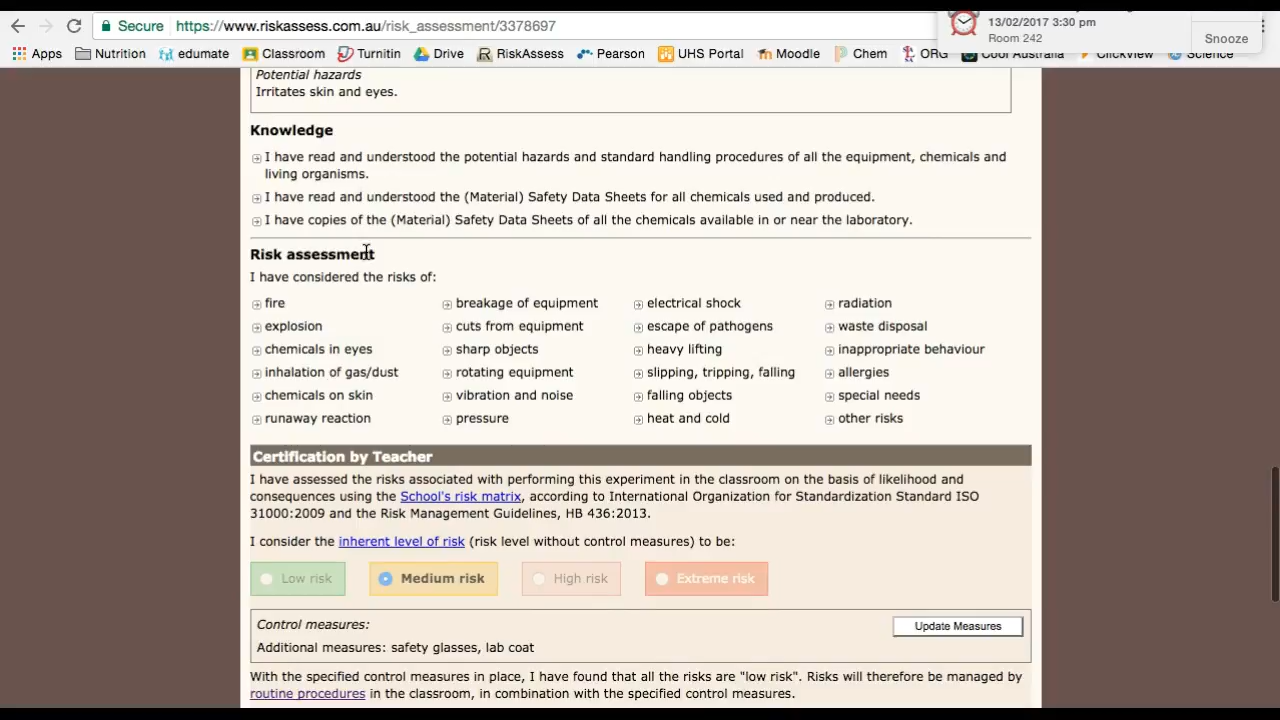 Secure https://www.riskassess.com.au/risk_assessment/3378697
13/02/2017 3:30 pm
Room 242
Snooze
Apps Nutrition edumate Classroom Turnitin Drive RiskAssess Pearson UHS Portal Moodle Chem ORG Cool Australia ClickView Science
Potential hazards
Irritates skin and eyes.
Knowledge
I have read and understood the potential hazards and standard handling procedures of all the equipment, chemicals and
living organisms.
I have read and understood the (Material) Safety Data Sheets for all chemicals used and produced.
I have copies of the (Material) Safety Data Sheets of all the chemicals available in or near the laboratory.
Risk assessment
I have considered the risks of:
fire breakage of equipment electrical shock radiation
explosion cuts from equipment escape of pathogens waste disposal
chemicals in eyes sharp objects heavy lifting inappropriate behaviour
inhalation of gas/dust rotating equipment slipping, tripping, falling allergies
chemicals on skin vibration and noise falling objects special needs
runaway reaction pressure heat and cold other risks
Certification by Teacher
I have assessed the risks associated with performing this experiment in the classroom on the basis of likelihood and
consequences using the School's risk matrix, according to International Organization for Standardization Standard ISO
31000:2009 and the Risk Management Guidelines, HB 436:2013.
I consider the inherent level of risk (risk level without control measures) to be:
Low risk Medium risk High risk Extreme risk
Control measures:
Update Measures
Additional measures: safety glasses, lab coat
With the specified control measures in place, I have found that all the risks are "low risk". Risks will therefore be managed by
routine procedures in the classroom, in combination with the specified control measures.